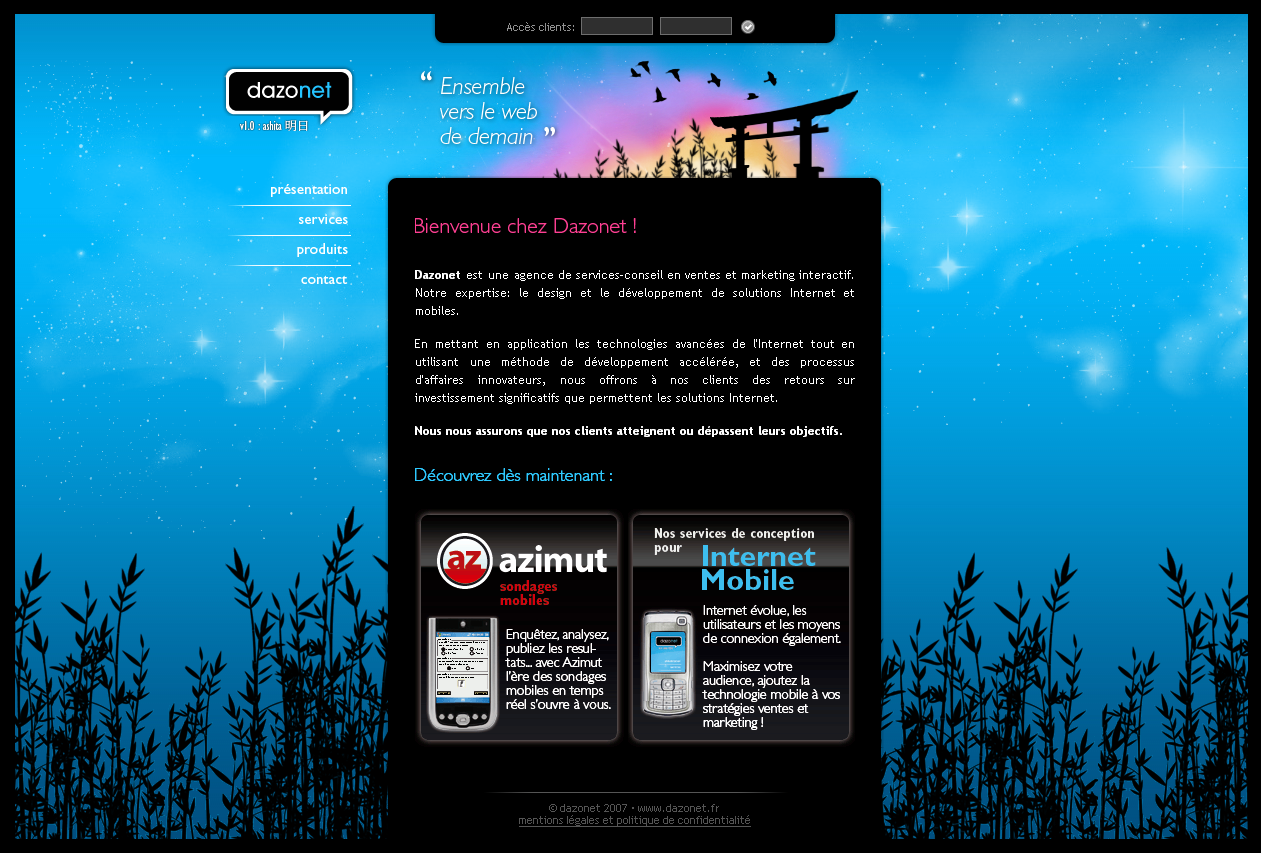 Accès clients:
dazonet
v1.0 : ashita 明日
“ Ensemble
vers le web
de demain ”
présentation
services
produits
contact
Bienvenue chez Dazonet !
Dazonet est une agence de services-conseil en ventes et marketing interactif.
Notre expertise: le design et le développement de solutions Internet et
mobiles.
En mettant en application les technologies avancées de l'Internet tout en
utilisant une méthode de développement accélérée, et des processus
d'affaires innovateurs, nous offrons à nos clients des retours sur
investissement significatifs que permettent les solutions Internet.
Nous nous assurons que nos clients atteignent ou dépassent leurs objectifs.
Découvrez dès maintenant :
az azimut
sondages
mobiles
Enquêtez, analysez,
publiez les resul-
tats... avec Azimut
l'ère des sondages
mobiles en temps
réel s'ouvre à vous.
Nos services de conception
pour Internet
Mobile
Internet évolue, les
utilisateurs et les moyens
de connexion également.
Maximisez votre
audience, ajoutez la
technologie mobile à vos
stratégies ventes et
marketing !
dazonet
© dazonet 2007 • www.dazonet.fr
mentions légales et politique de confidentialité